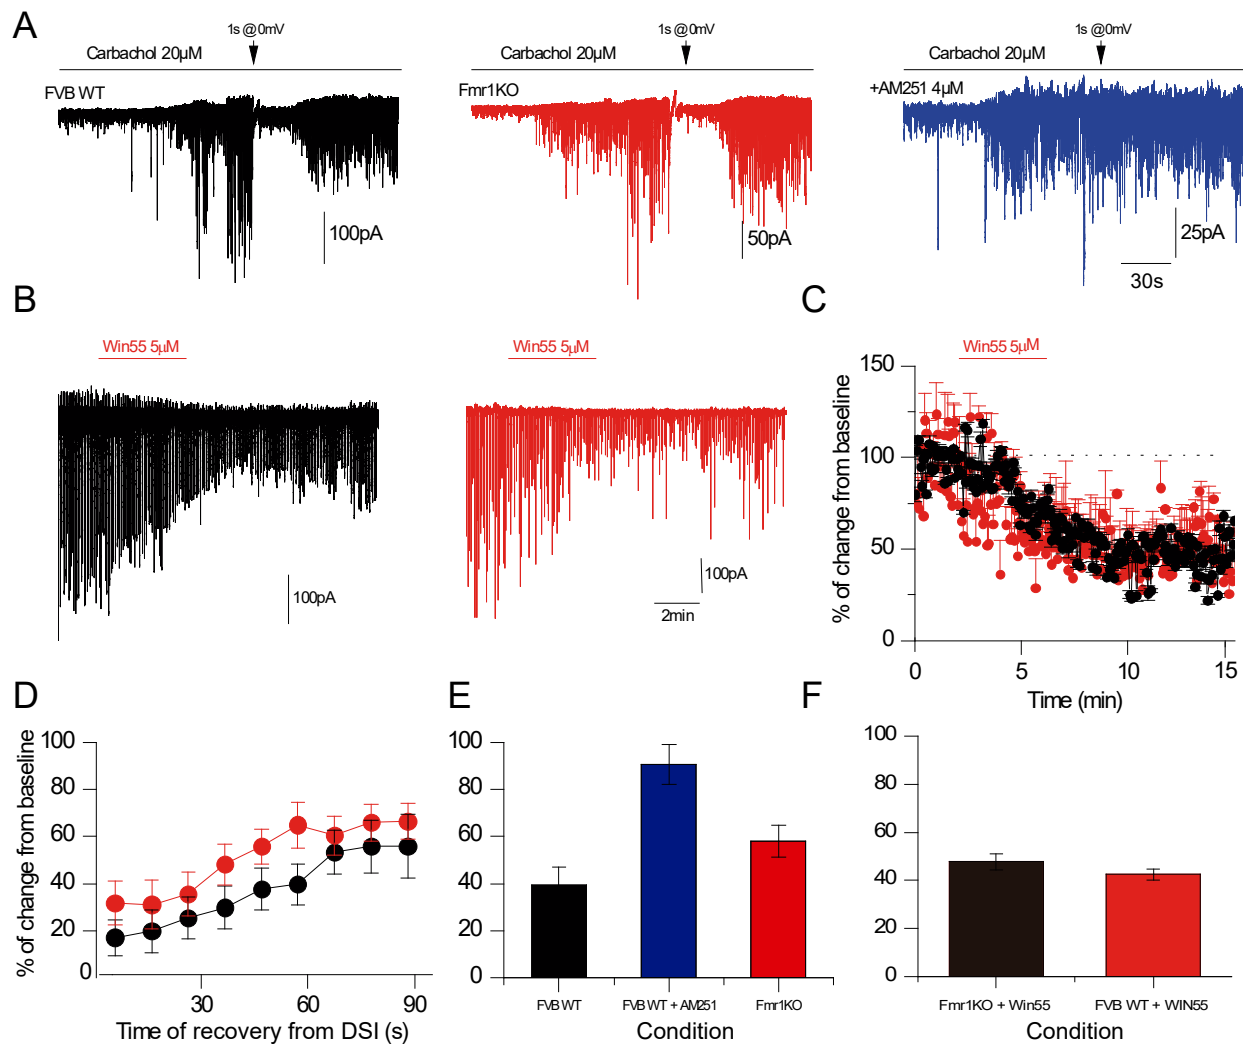 A
1s @0mV
Carbachol 20µM
FVB WT
100pA
1s @0mV
Carbachol 20µM
Fmr1KO
50pA
1s @0mV
Carbachol 20µM
+AM251 4µM
25pA
30s
B
Win55 5µM
100pA
Win55 5µM
100pA
2min
C
Win55 5µM
% of change from baseline
150
100
50
0
0
5
10
15
Time (min)
D
% of change from baseline
100
80
60
40
20
0
30
60
90
Time of recovery from DSI (s)
E
100
80
60
40
20
0
FVB WT
FVB WT + AM251
Fmr1KO
Condition
F
100
80
60
40
20
0
Fmr1KO + Win55
FVB WT + WIN55
Condition